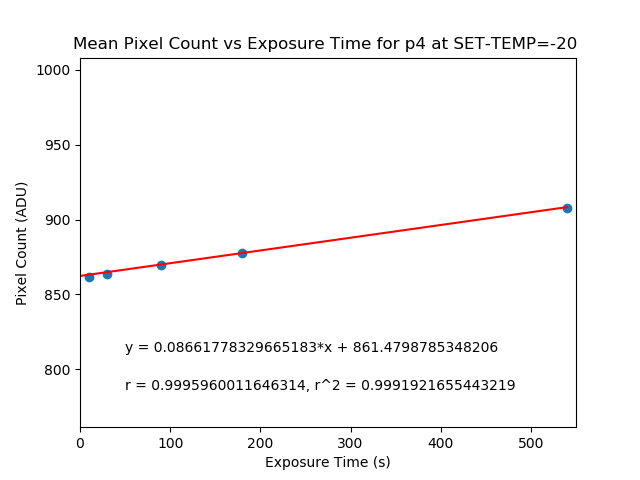 Mean Pixel Count vs Exposure Time for p4 at SET-TEMP=-20
1000
950
900
850
800
Pixel Count (ADU)
y = 0.08661778329665183*x + 861.4798785348206
r = 0.9995960011646314, r^2 = 0.9991921655443219
0 100 200 300 400 500
Exposure Time (s)